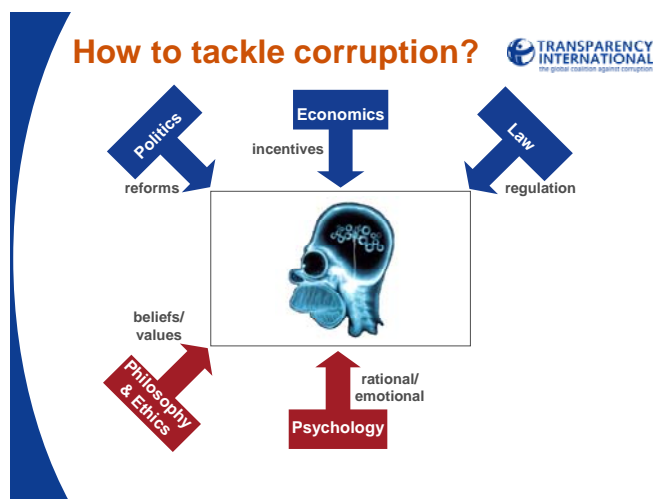 How to tackle corruption?
TRANSPARENCY
INTERNATIONAL
the global coalition against corruption
Politics
reforms
Economics
incentives
Law
regulation
beliefs/
values
Philosophy
& Ethics
rational/
emotional
Psychology